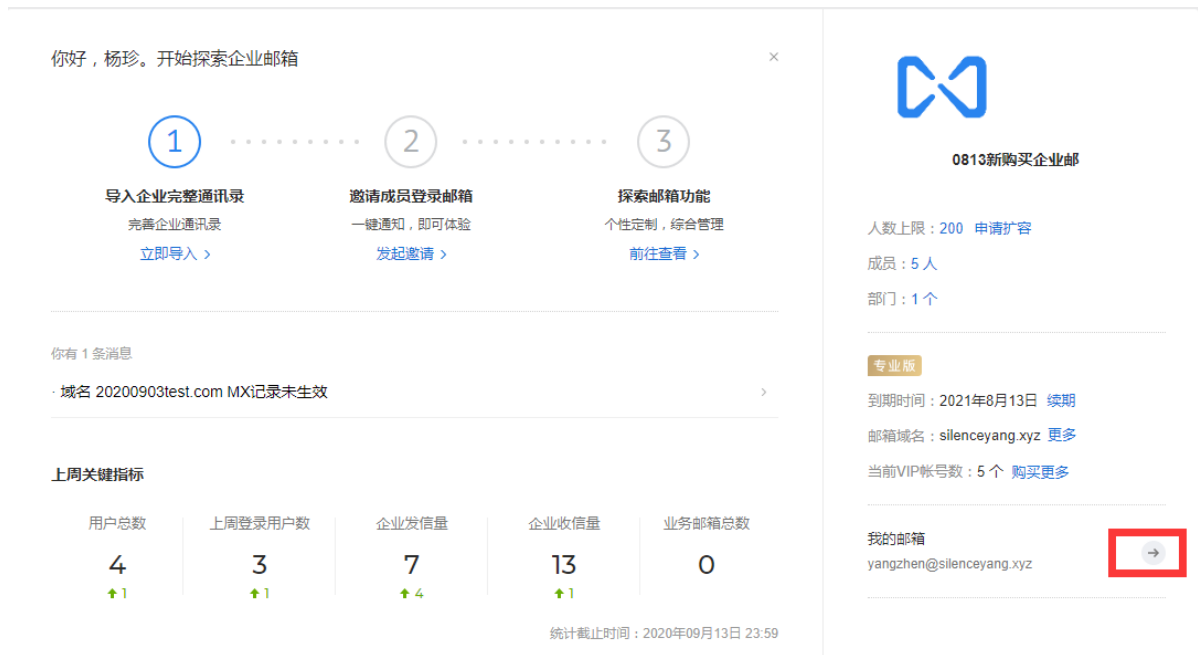 你好，杨珍。开始探索企业邮箱
×
1
2
3
导入企业完整通讯录
邀请成员登录邮箱
探索邮箱功能
完善企业通讯录
一键通知，即可体验
个性定制，综合管理
立即导入 >
发起邀请 >
前往查看 >
你有 1 条消息
· 域名 20200903test.com MX记录未生效
上周关键指标
用户总数
上周登录用户数
企业发信量
企业收信量
业务邮箱总数
4
3
7
13
0
1
1
4
1
统计截止时间：2020年09月13日 23:59
0813新购买企业邮
人数上限：200 申请扩容
成员：5 人
部门：1 个
专业版
到期时间：2021年8月13日 续期
邮箱域名：silenceyang.xyz 更多
当前VIP帐号数：5 个 购买更多
我的邮箱
yangzhen@silenceyang.xyz